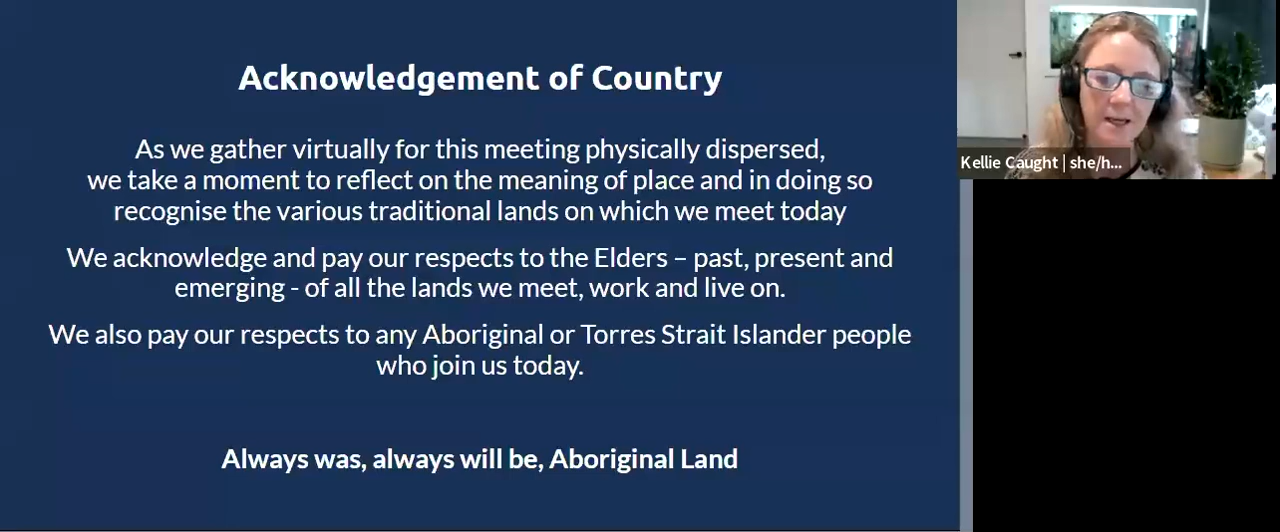 Acknowledgement of Country
As we gather virtually for this meeting physically dispersed,
we take a moment to reflect on the meaning of place and in doing so
recognise the various traditional lands on which we meet today
We acknowledge and pay our respects to the Elders – past, present and
emerging - of all the lands we meet, work and live on.
We also pay our respects to any Aboriginal or Torres Strait Islander people
who join us today.
Always was, always will be, Aboriginal Land
Kellie Caught | she/h...